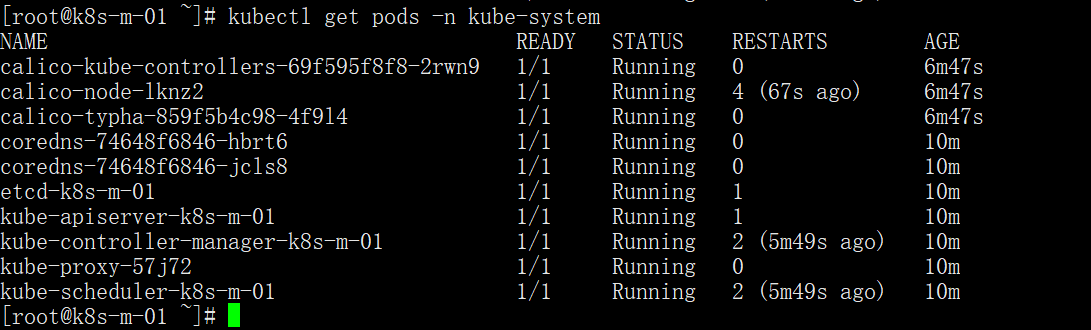 [root@k8s-m-01 ~]# kubectl get pods -n kube-system
NAME READY STATUS RESTARTS AGE
calico-kube-controllers-69f595f8f8-2rwn9 1/1 Running 0 6m47s
calico-node-lknz2 1/1 Running 4 (67s ago) 6m47s
calico-typha-859f5b4c98-4f9l4 1/1 Running 0 6m47s
coredns-74648f6846-hbrt6 1/1 Running 0 10m
coredns-74648f6846-jcls8 1/1 Running 0 10m
etcd-k8s-m-01 1/1 Running 1 10m
kube-apiserver-k8s-m-01 1/1 Running 1 10m
kube-controller-manager-k8s-m-01 1/1 Running 2 (5m49s ago) 10m
kube-proxy-57j72 1/1 Running 0 10m
kube-scheduler-k8s-m-01 1/1 Running 2 (5m49s ago) 10m
[root@k8s-m-01 ~]#